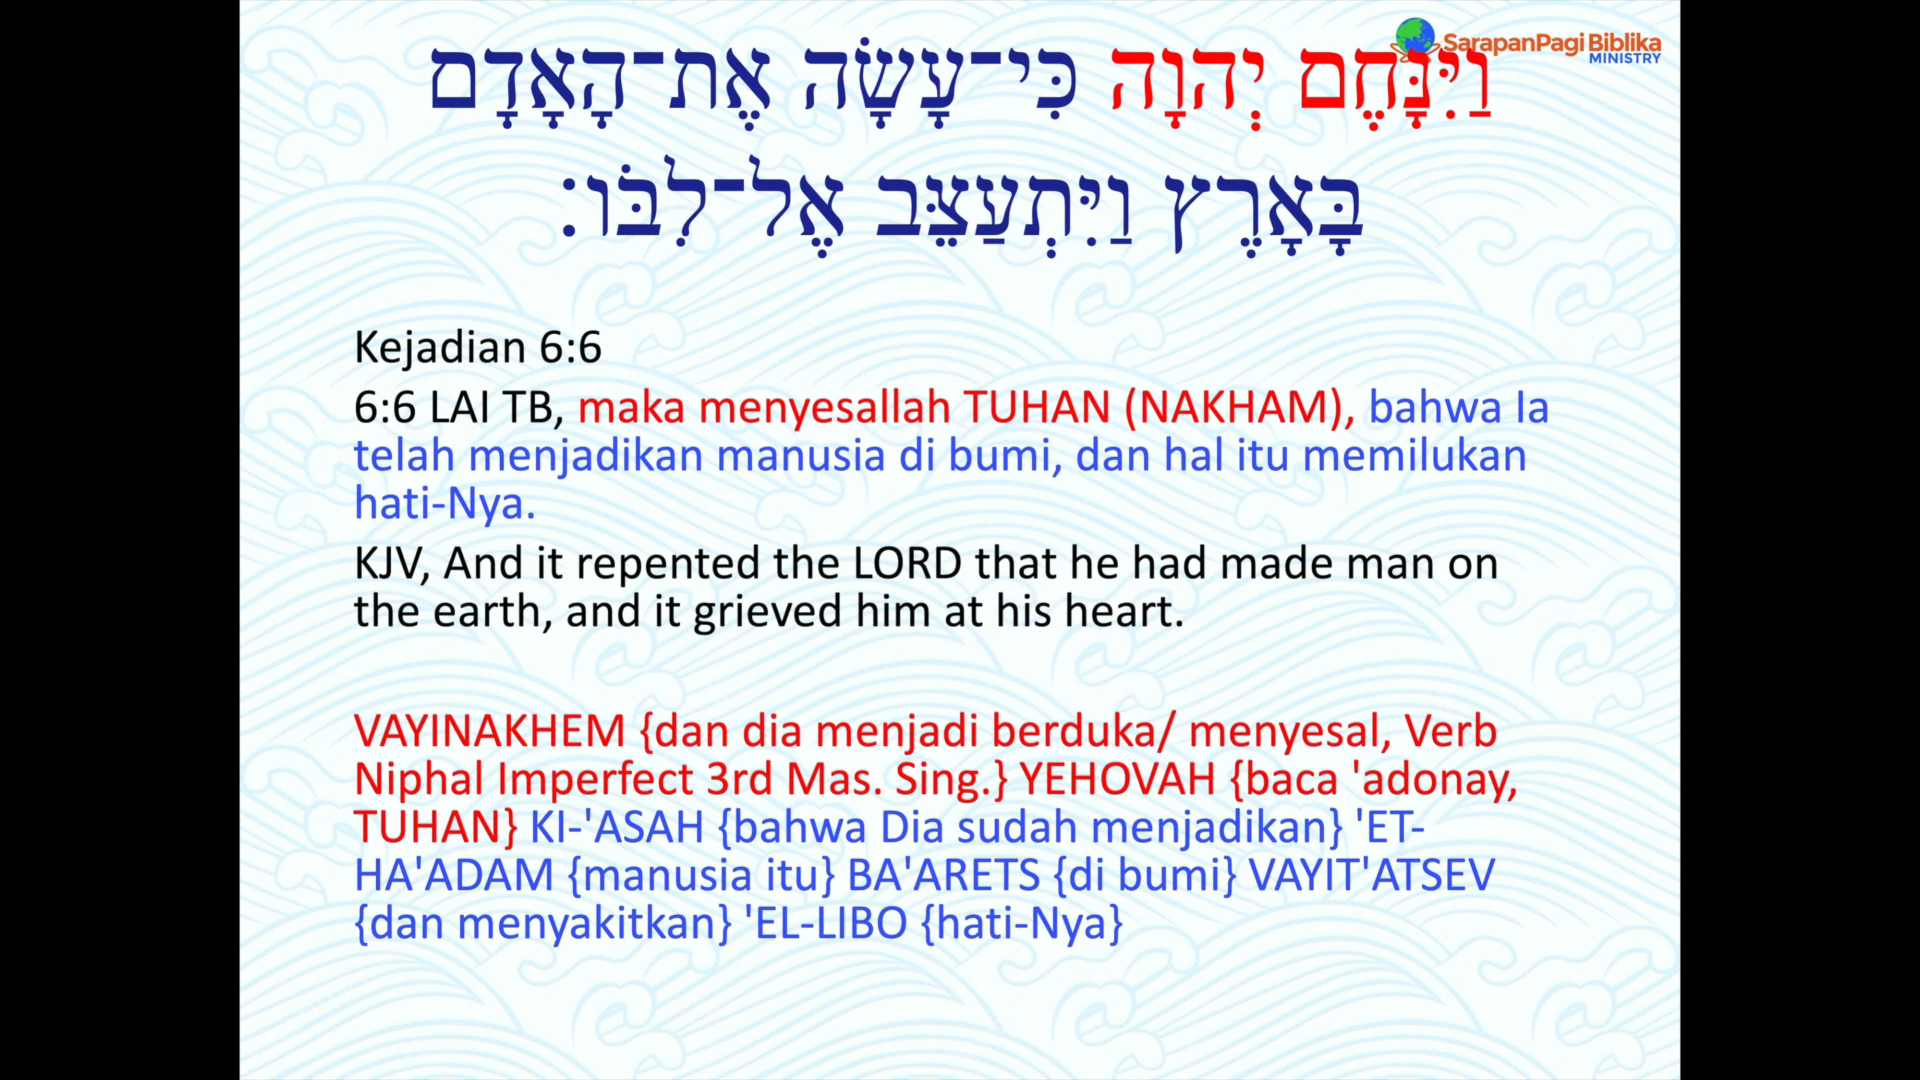 SarapanPagi Biblika
MINISTRY
וַיִּנָּחֶם יְהוָה כִּי־עָשָׂה אֶת־הָאָדָם
בָּאָרֶץ וַיִּתְעַצֵּב אֶל־לִבֹּו׃
Kejadian 6:6
6:6 LAI TB, maka menyesallah TUHAN (NAKHAM), bahwa Ia
telah menjadikan manusia di bumi, dan hal itu memilukan
hati-Nya.
KJV, And it repented the LORD that he had made man on
the earth, and it grieved him at his heart.
VAYINAKHEM {dan dia menjadi berduka/ menyesal, Verb
Niphal Imperfect 3rd Mas. Sing.} YEHOVAH {baca 'adonay,
TUHAN} KI-'ASAH {bahwa Dia sudah menjadikan} 'ET-
HA'ADAM {manusia itu} BA'ARETS {di bumi} VAYIT'ATSEV
{dan menyakitkan} 'EL-LIBO {hati-Nya}